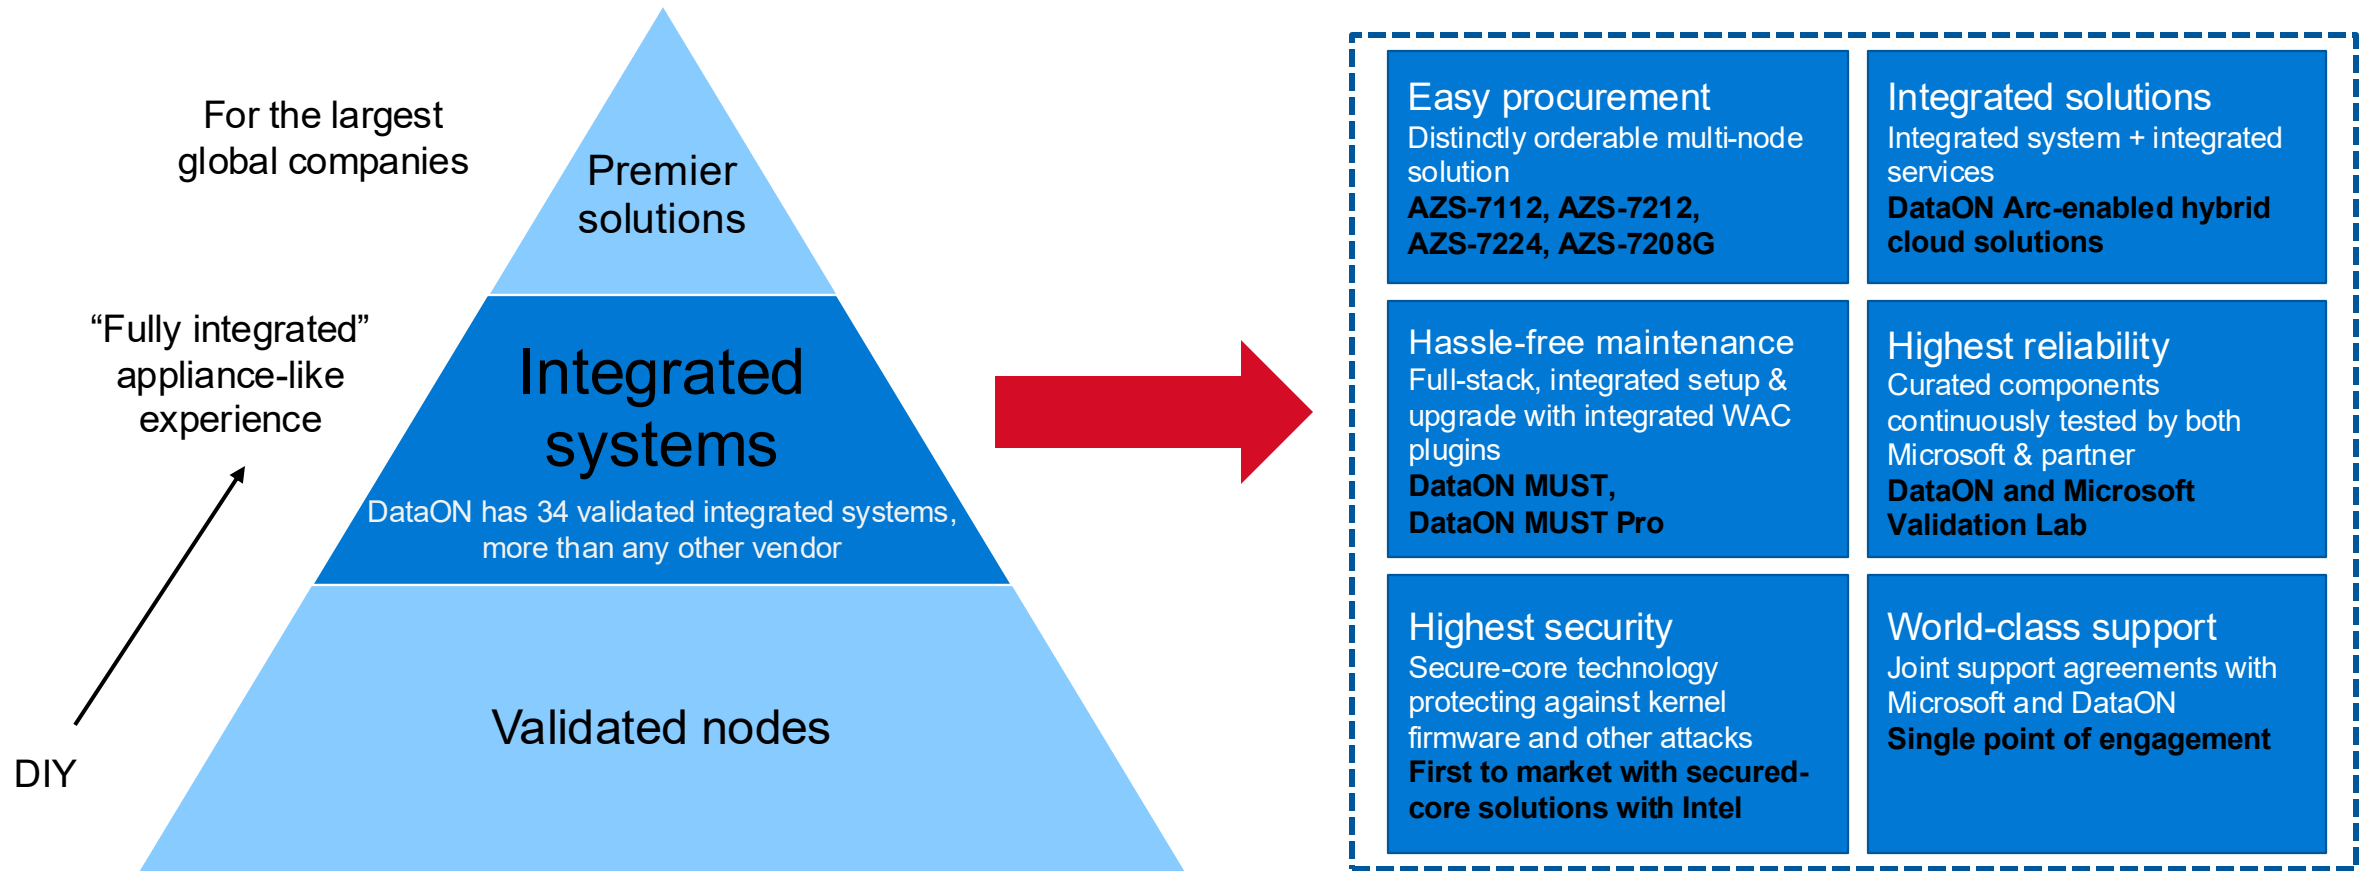 For the largest
global companies
Premier
solutions
“Fully integrated”
appliance-like
experience
Integrated
systems
DataON has 34 validated integrated systems,
more than any other vendor
DIY
Validated nodes
Easy procurement
Distinctly orderable multi-node
solution
AZS-7112, AZS-7212,
AZS-7224, AZS-7208G
Integrated solutions
Integrated system + integrated
services
DataON Arc-enabled hybrid
cloud solutions
Hassle-free maintenance
Full-stack, integrated setup &
upgrade with integrated WAC
plugins
DataON MUST,
DataON MUST Pro
Highest reliability
Curated components
continuously tested by both
Microsoft & partner
DataON and Microsoft
Validation Lab
Highest security
Secure-core technology
protecting against kernel
firmware and other attacks
First to market with secured-
core solutions with Intel
World-class support
Joint support agreements with
Microsoft and DataON
Single point of engagement